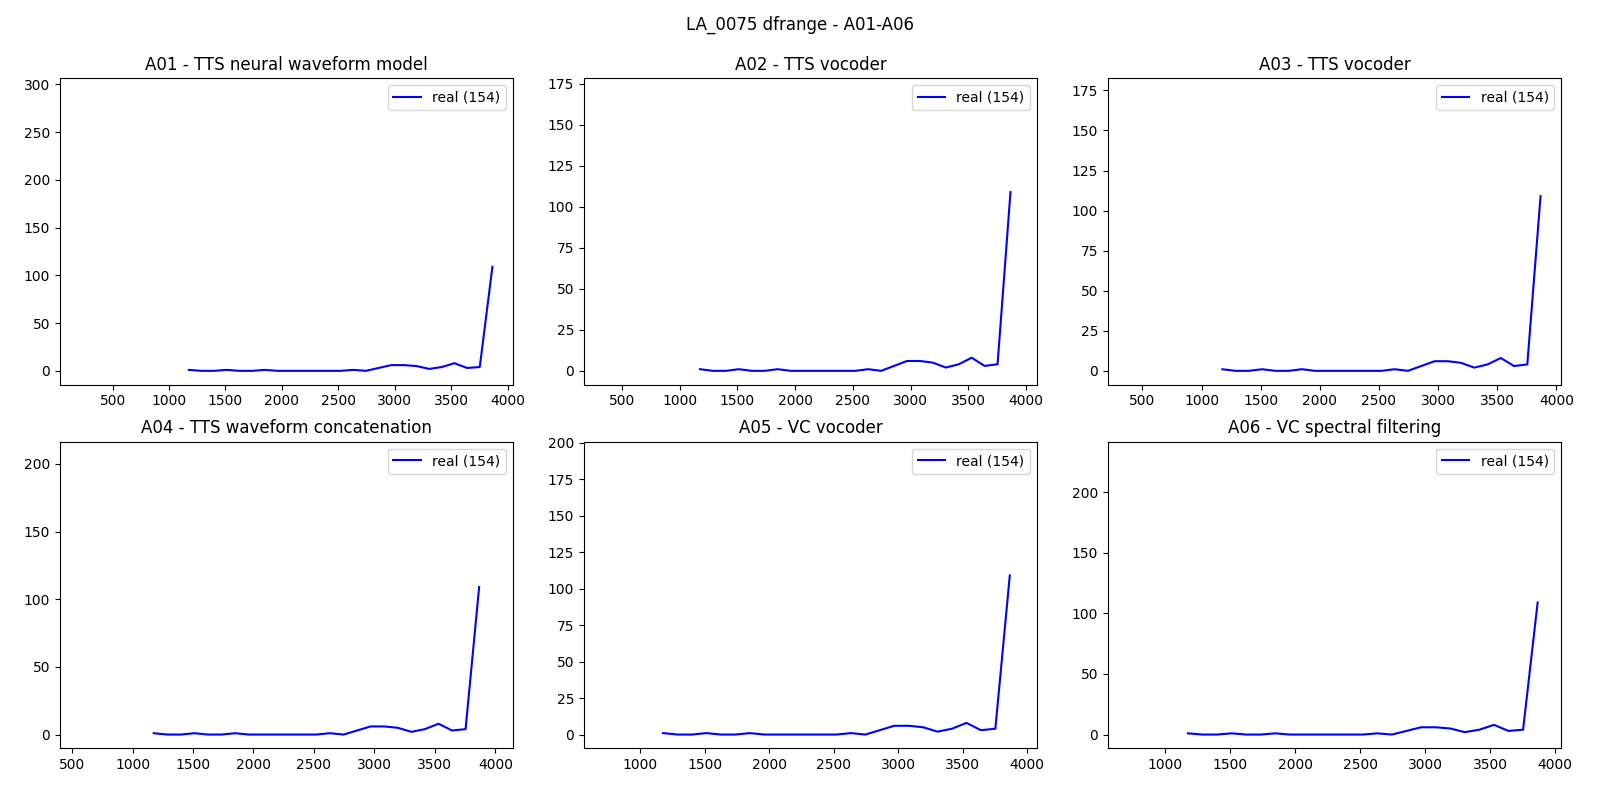 LA_0075 dfrange - A01-A06
A01 - TTS neural waveform model
300
250
200
150
100
50
0
real (154)
500 1000 1500 2000 2500 3000 3500 4000
A02 - TTS vocoder
175
150
125
100
75
50
25
0
real (154)
500 1000 1500 2000 2500 3000 3500 4000
A03 - TTS vocoder
175
150
125
100
75
50
25
0
real (154)
500 1000 1500 2000 2500 3000 3500 4000
A04 - TTS waveform concatenation
200
150
100
50
0
real (154)
500 1000 1500 2000 2500 3000 3500 4000
A05 - VC vocoder
200
175
150
125
100
75
50
25
0
real (154)
1000 1500 2000 2500 3000 3500 4000
A06 - VC spectral filtering
200
150
100
50
0
real (154)
1000 1500 2000 2500 3000 3500 4000